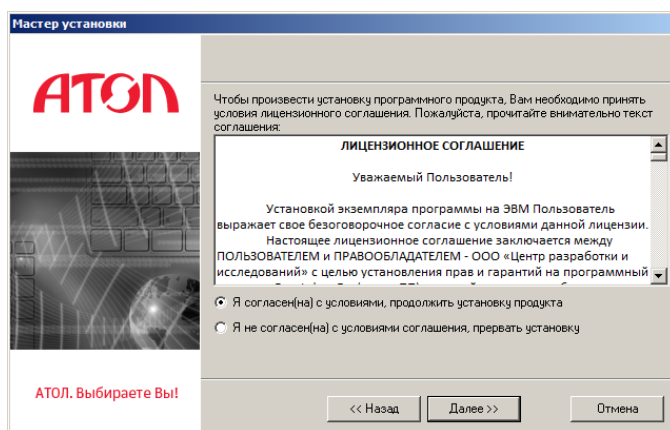 Мастер установки
АТОЛ
Чтобы произвести установку программного продукта, Вам необходимо принять
условия лицензионного соглашения. Пожалуйста, прочитайте внимательно текст
соглашения:
ЛИЦЕНЗИОННОЕ СОГЛАШЕНИЕ
Уважаемый Пользователь!
Установкой экземпляра программы на ЭВМ Пользователь
выражает свое безоговорочное согласие с условиями данной лицензии.
Настоящее лицензионное соглашение заключается между
ПОЛЬЗОВАТЕЛЕМ и ПРАВООБЛАДАТЕЛЕМ - ООО «Центр разработки и
исследований» с целью установления прав и гарантий на программный
Я согласен(на) с условиями, продолжить установку продукта
Я не согласен(на) с условиями соглашения, прервать установку
АТОЛ. Выбираете Вы!
<< Назад
Далее >>
Отмена